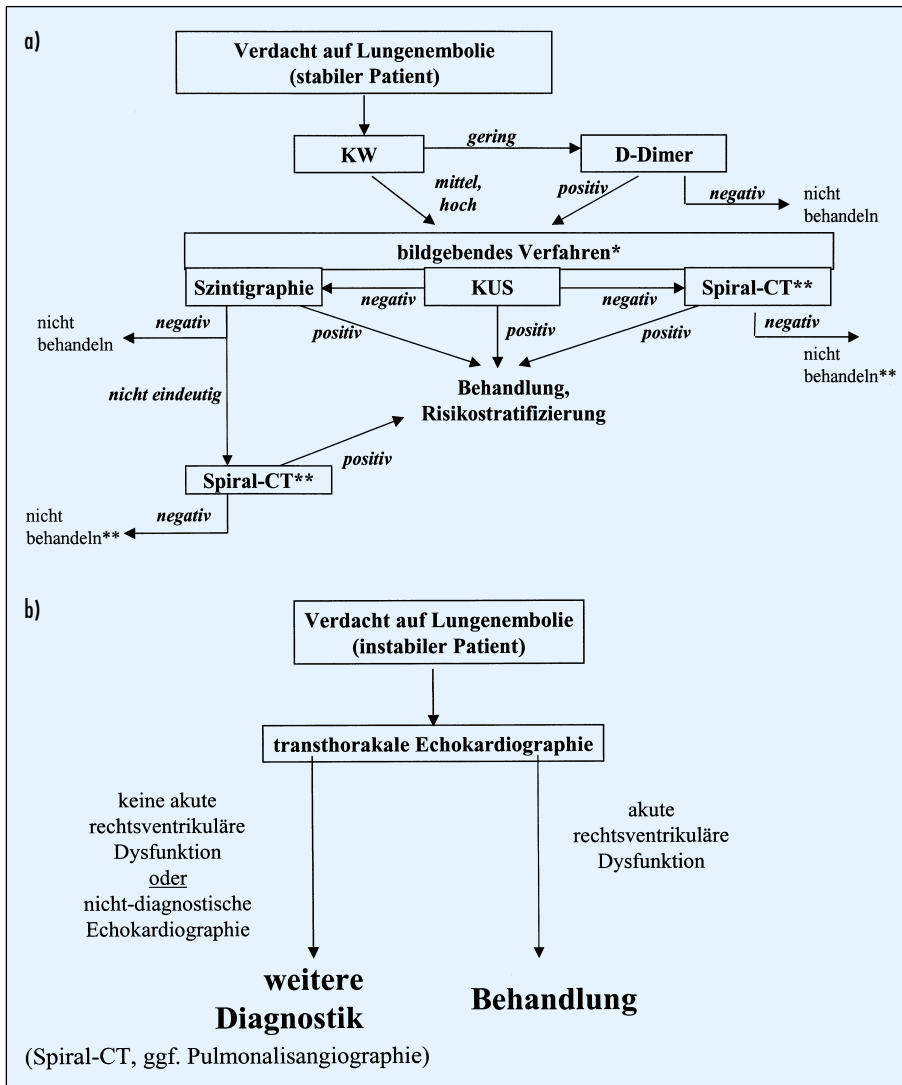 a)
Verdacht auf Lungenembolie
(stabiler Patient)
KW
gering
D-Dimer
mittel,
hoch
positiv
negativ
nicht
behandeln
bildgebendes Verfahren*
Szintigraphie
negativ
KUS
negativ
Spiral-CT**
nicht
behandeln
negativ
positiv
positiv
positiv
negativ
nicht
behandeln**
nicht eindeutig
Behandlung,
Risikostratifizierung
Spiral-CT**
positiv
nicht
behandeln**
negativ
b)
Verdacht auf Lungenembolie
(instabiler Patient)
transthorakale Echokardiographie
keine akute
rechtsventrikuläre
Dysfunktion
oder
nicht-diagnostische
Echokardiographie
akute
rechtsventrikuläre
Dysfunktion
weitere
Diagnostik
Behandlung
(Spiral-CT, ggf. Pulmonalisangiographie)